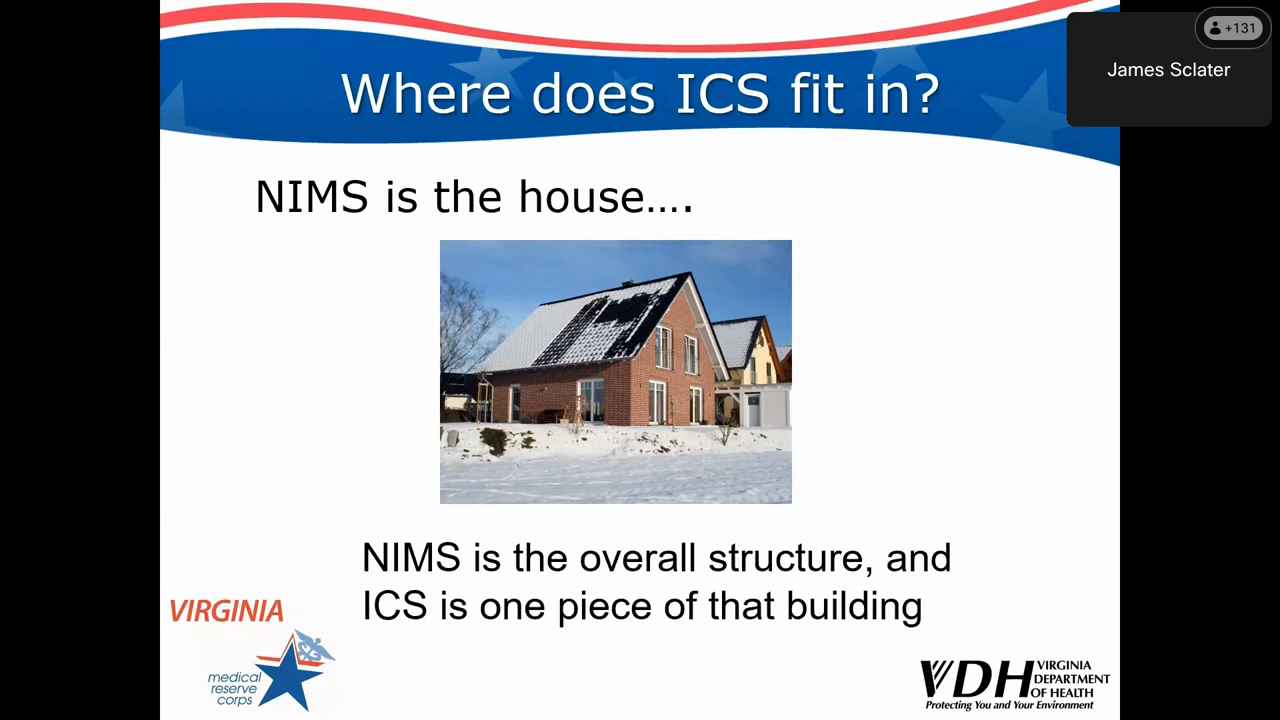 Where does ICS fit in?
+131
James Sclater
NIMS is the house….
NIMS is the overall structure, and
ICS is one piece of that building
VIRGINIA
medical
reserve
corps
VDH
VIRGINIA
DEPARTMENT
OF HEALTH
Protecting You and Your Environment